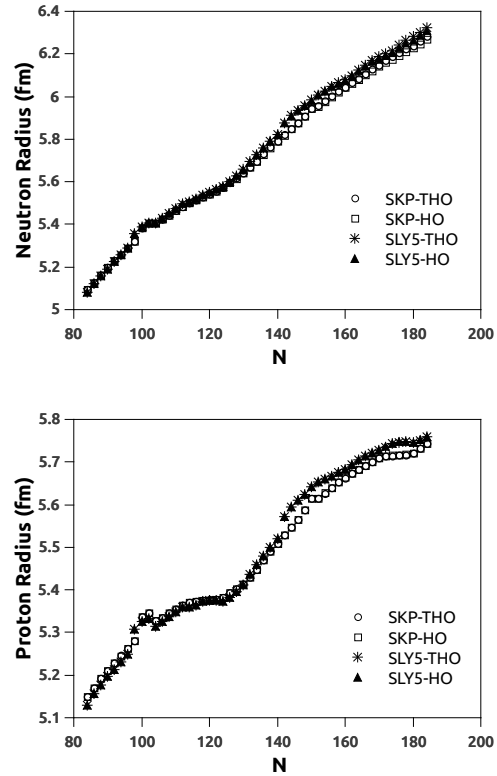 6.4
6.2
6
5.8
5.6
5.4
5.2
5
Neutron Radius (fm)
SKP-THO
SKP-HO
SLY5-THO
SLY5-HO
80 100 120 140 160 180 200
N
5.8
5.7
5.6
5.5
5.4
5.3
5.2
5.1
Proton Radius (fm)
SKP-THO
SKP-HO
SLY5-THO
SLY5-HO
80 100 120 140 160 180 200
N